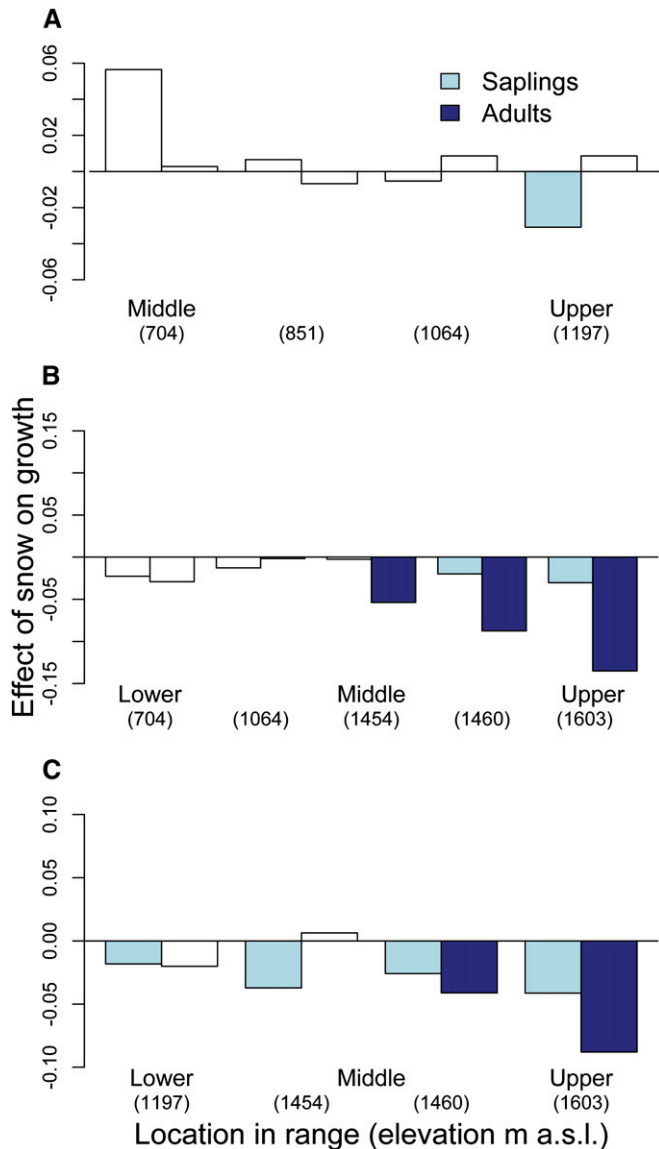 A
0.06
0.02
-0.02
-0.06
Saplings
Adults
Middle
Upper
(704)
(851)
(1064)
(1197)
B
Effect of snow on growth
0.15
0.05
-0.05
-0.15
Lower
Middle
Upper
(704)
(1064)
(1454)
(1460)
(1603)
C
0.10
0.05
0.00
-0.05
-0.10
Lower
Middle
Upper
(1197)
(1454)
(1460)
(1603)
Location in range (elevation m a.s.l.)